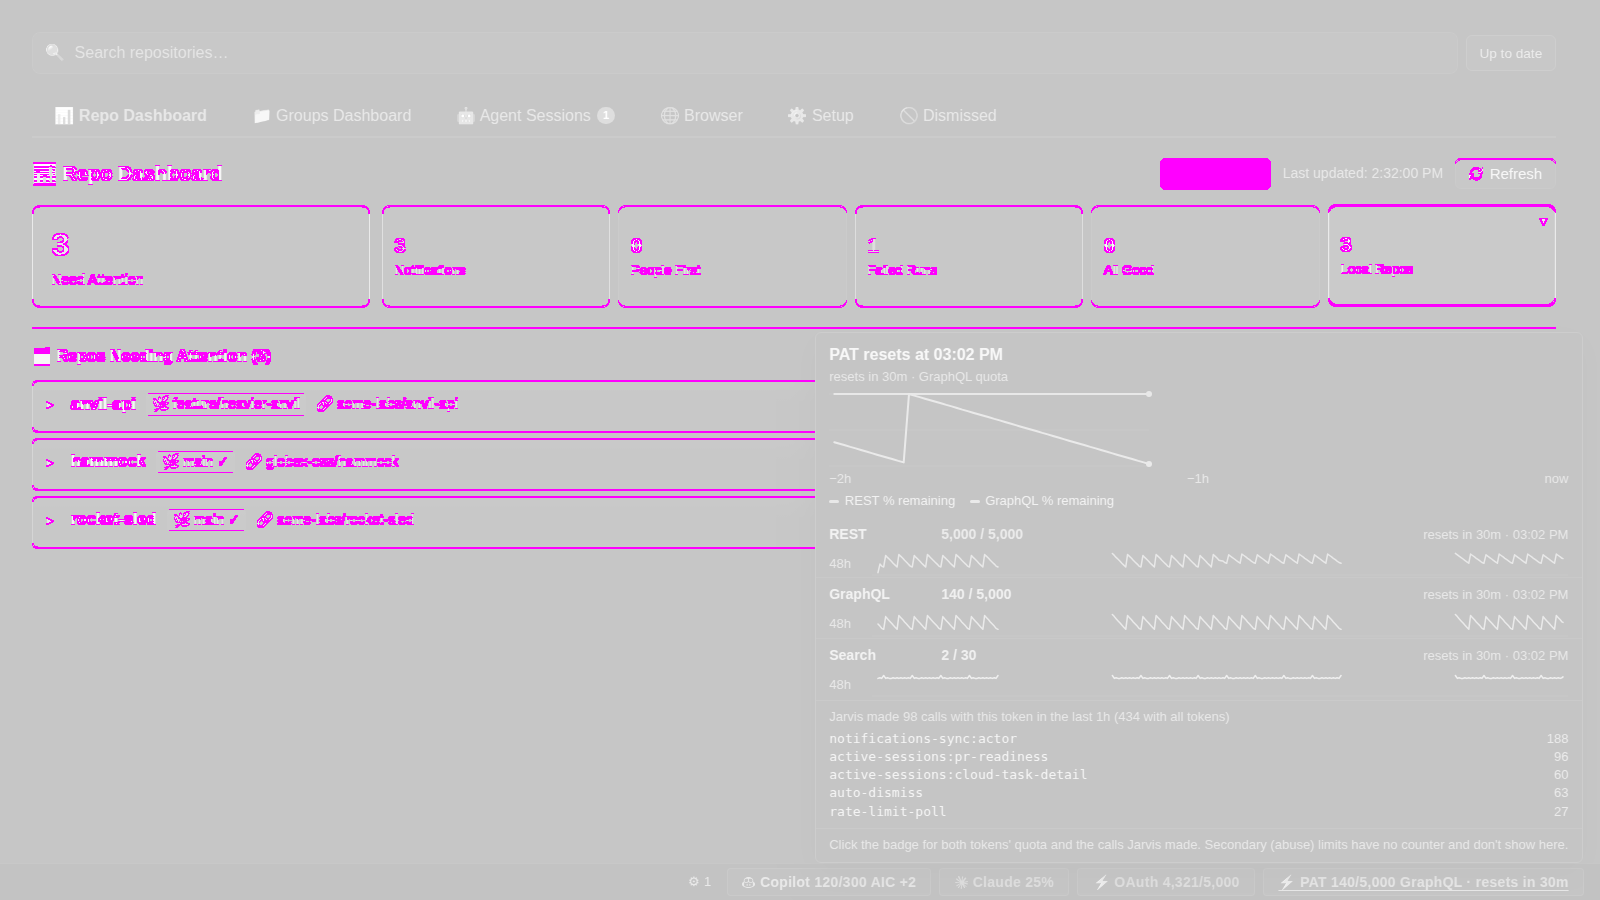 Search repositories…
Up to date
Repo Dashboard
Groups Dashboard
Agent Sessions 1
Browser
Setup
Dismissed
Repo Dashboard
Last updated: 2:32:00 PM
Refresh
3
Need Attention
Notifications
0
1
Failed Runs
0
All Good
3
Local Repos
Repos Needing Attention (3)
> anvil-api
> hammock main ✓
> rocket-sled main ✓
PAT resets at 03:02 PM
resets in 30m · GraphQL quota
−2h −1h now
REST % remaining GraphQL % remaining
REST 5,000 / 5,000 resets in 30m · 03:02 PM
48h
GraphQL 140 / 5,000 resets in 30m · 03:02 PM
48h
Search 2 / 30 resets in 30m · 03:02 PM
48h
Jarvis made 98 calls with this token in the last 1h (434 with all tokens)
notifications-sync:actor 188
active-sessions:pr-readiness 96
active-sessions:cloud-task-detail 60
auto-dismiss 63
rate-limit-poll 27
Click the badge for both tokens' quota and the calls Jarvis made. Secondary (abuse) limits have no counter and don't show here.
1
Copilot 120/300 AIC +2
Claude 25%
OAuth 4,321/5,000
PAT 140/5,000 GraphQL · resets in 30m